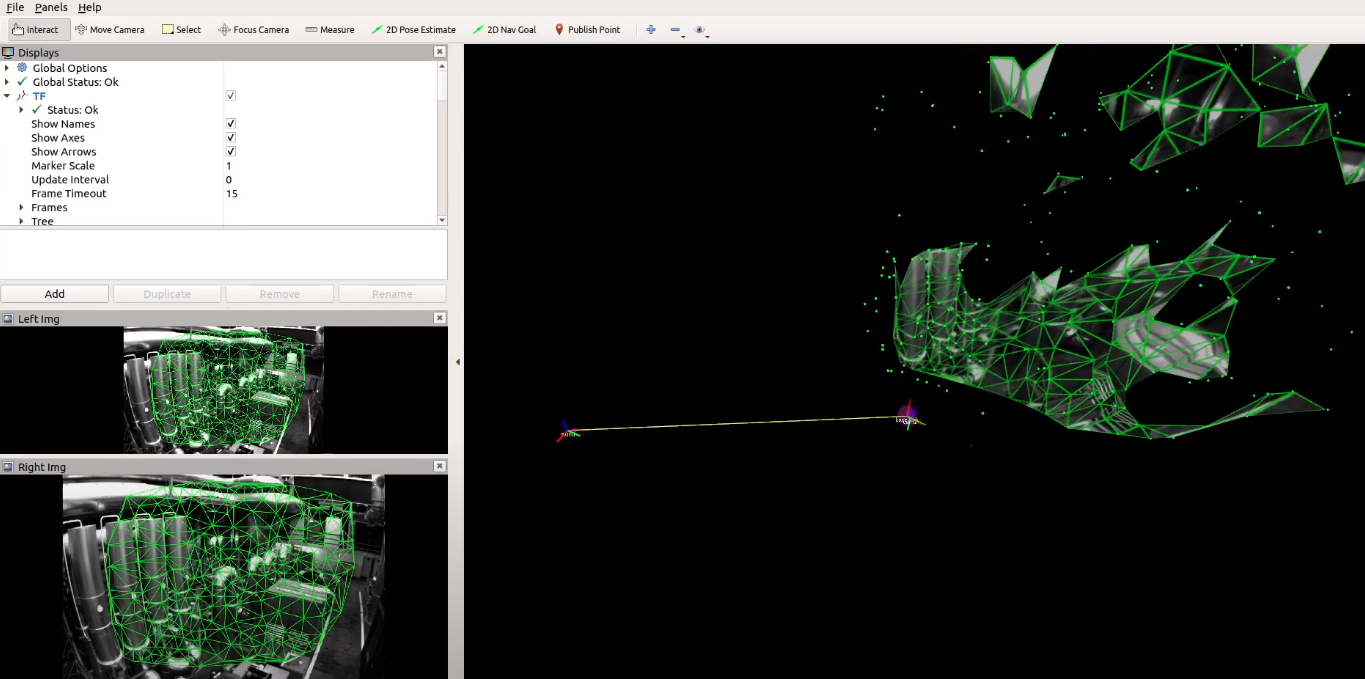 File Panels Help
Interact Move Camera Select Focus Camera Measure 2D Pose Estimate 2D Nav Goal Publish Point
Displays
Global Options
Global Status: Ok
TF
Status: Ok
Show Names
Show Axes
Show Arrows
Marker Scale 1
Update Interval 0
Frame Timeout 15
Frames
Tree
Add Duplicate Remove Rename
Left Img
Right Img